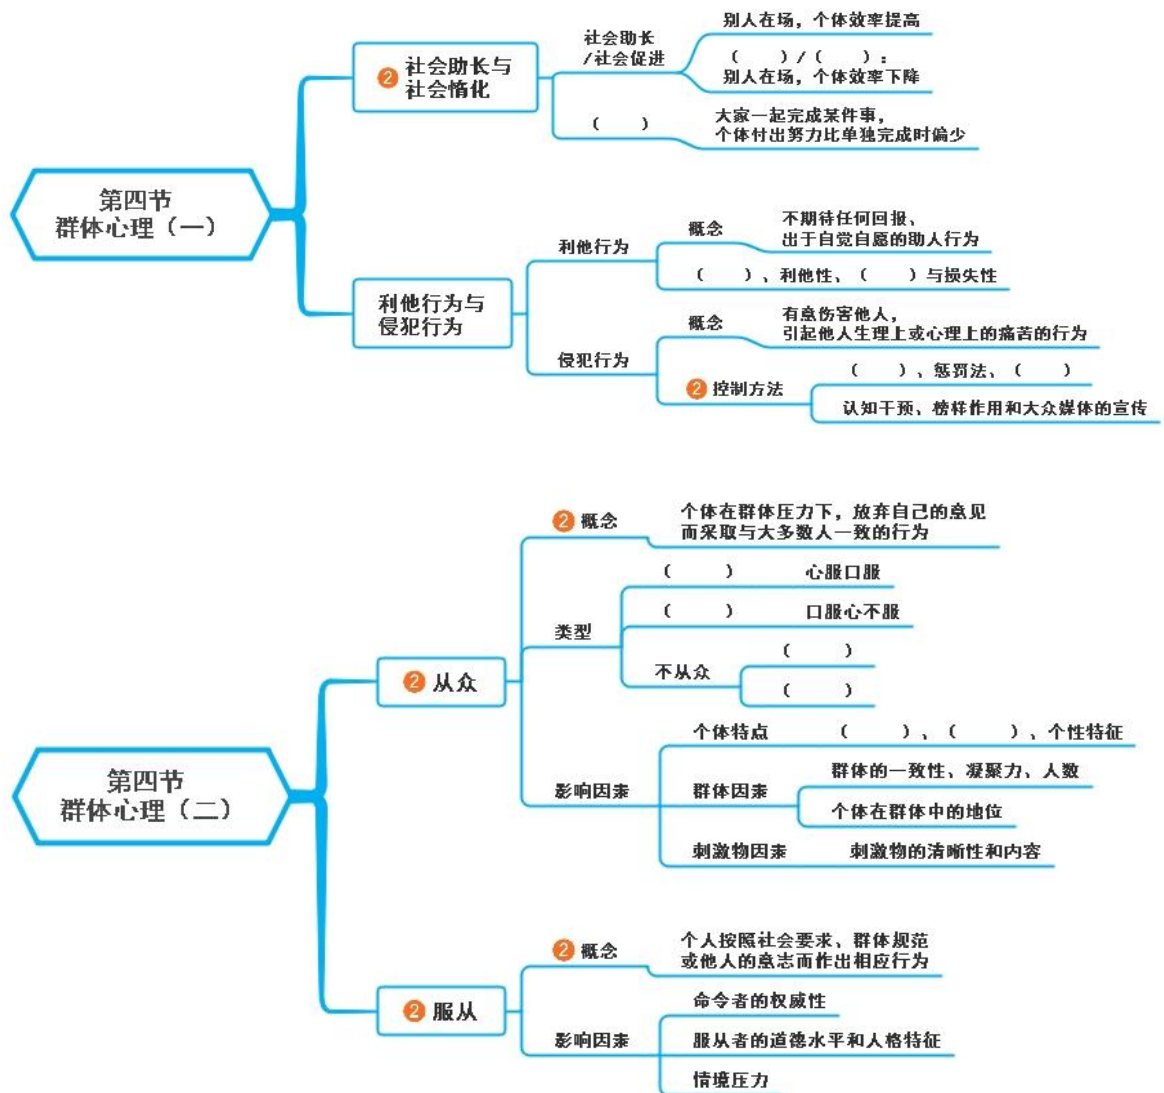 第四节
群体心理（一）
2 社会助长与
社会惰化
社会助长
/社会促进
别人在场，个体效率提高
（　　）/（　　）：
别人在场，个体效率下降
（　　）
大家一起完成某件事，
个体付出努力比单独完成时偏少
利他行为与
侵犯行为
利他行为
概念
不期待任何回报、
出于自觉自愿的助人行为
（　　）、利他性、（　　）与损失性
侵犯行为
概念
有意伤害他人，
引起他人生理上或心理上的痛苦的行为
2 控制方法
（　　）、惩罚法、（　　）
认知干预、榜样作用和大众媒体的宣传
第四节
群体心理（二）
2 从众
2 概念
个体在群体压力下，放弃自己的意见
而采取与大多数人一致的行为
类型
（　　） 心服口服
（　　） 口服心不服
不从众
（　　）
（　　）
影响因素
个体特点 （　　）、（　　）、个性特征
群体因素
群体的一致性、凝聚力、人数
个体在群体中的地位
刺激物因素 刺激物的清晰性和内容
2 服从
2 概念
个人按照社会要求、群体规范
或他人的意志而作出相应行为
影响因素
命令者的权威性
服从者的道德水平和人格特征
情境压力